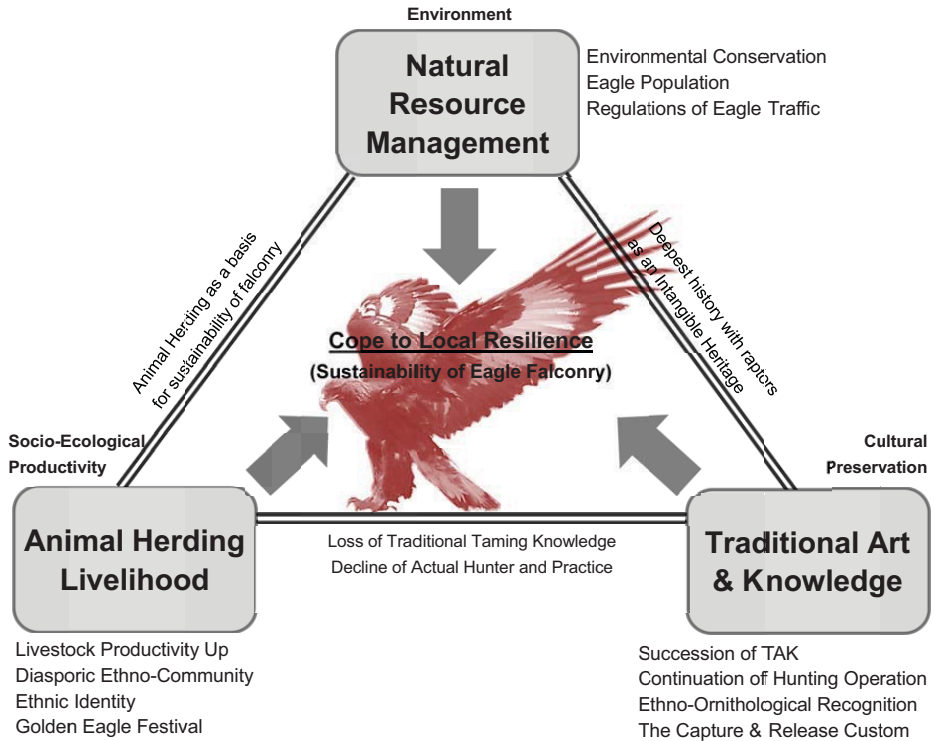 Environment
Natural
Resource
Management
Environmental Conservation
Eagle Population
Regulations of Eagle Traffic
Animal Herding as a basis
for sustainability of falconry
Deepest history with raptors
as an Intangible Heritage
Cope to Local Resilience
(Sustainability of Eagle Falconry)
Socio-Ecological
Productivity
Cultural
Preservation
Animal Herding
Livelihood
Loss of Traditional Taming Knowledge
Decline of Actual Hunter and Practice
Traditional Art
& Knowledge
Livestock Productivity Up
Diasporic Ethno-Community
Ethnic Identity
Golden Eagle Festival
Succession of TAK
Continuation of Hunting Operation
Ethno-Ornithological Recognition
The Capture & Release Custom